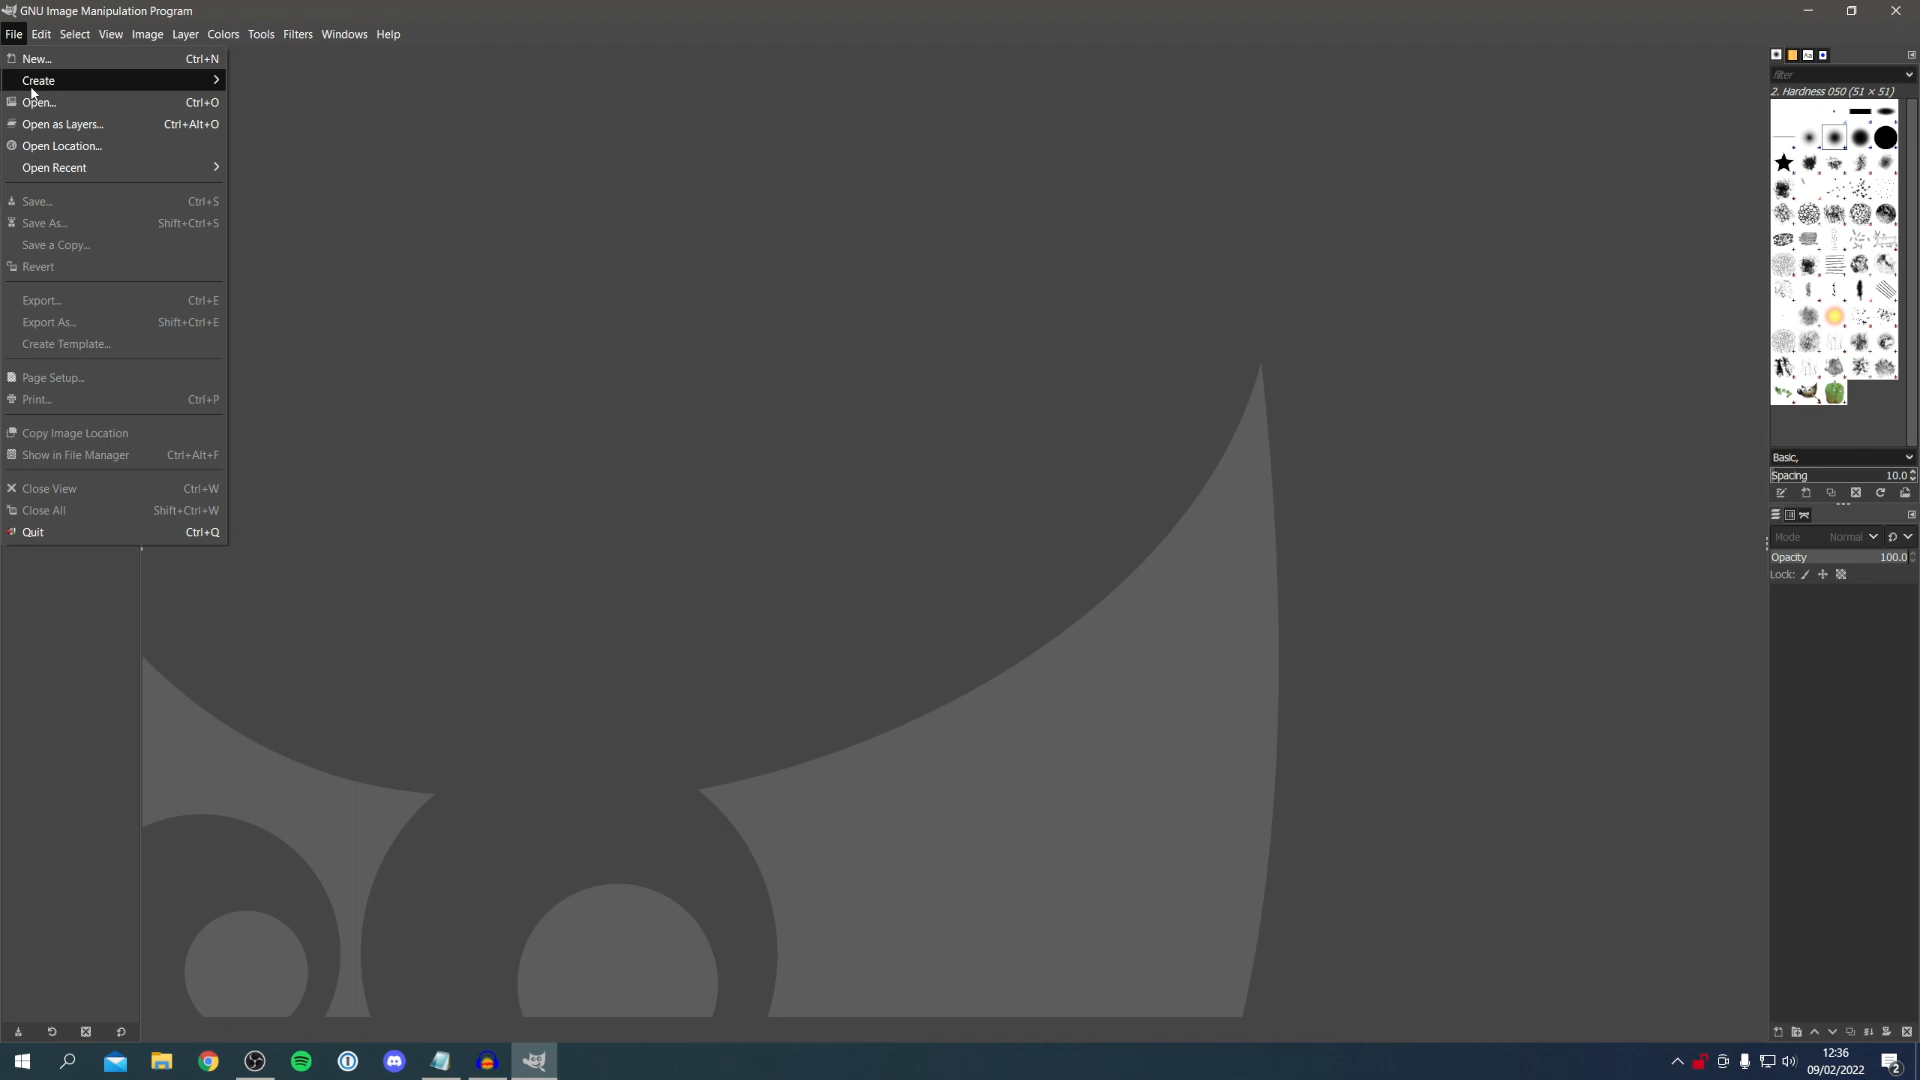 GNU Image Manipulation Program
File Edit Select View Image Layer Colors Tools Filters Windows Help
New... Ctrl+N
Create
Open... Ctrl+O
Open as Layers... Ctrl+Alt+O
Open Location...
Open Recent
Save... Ctrl+S
Save As... Shift+Ctrl+S
Save a Copy...
Revert
Export... Ctrl+E
Export As... Shift+Ctrl+E
Create Template...
Page Setup...
Print... Ctrl+P
Copy Image Location
Show in File Manager Ctrl+Alt+F
Close View Ctrl+W
Close All Shift+Ctrl+W
Quit Ctrl+Q
Aa
filter
2. Hardness 050 (51 × 51)
Basic,
Spacing 10.0
Mode Normal
Opacity 100.0
Lock:
12:36
09/02/2022
2